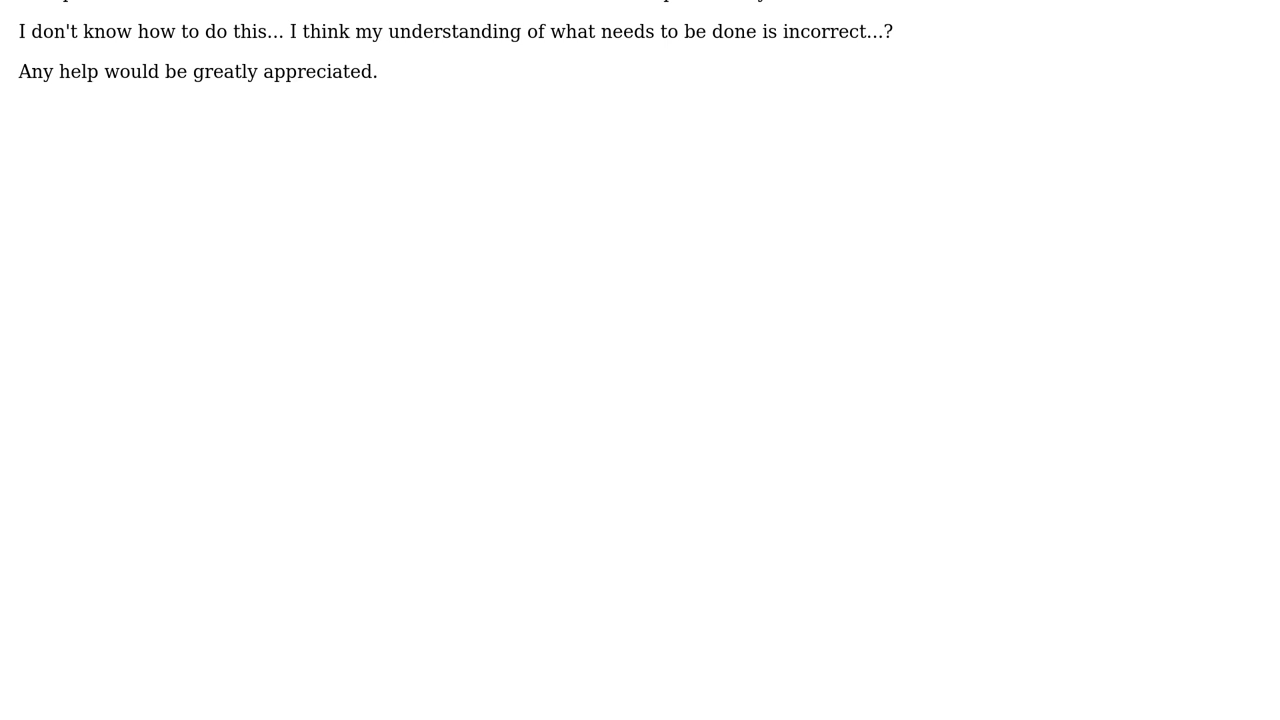 I don't know how to do this... I think my understanding of what needs to be done is incorrect...?
Any help would be greatly appreciated.